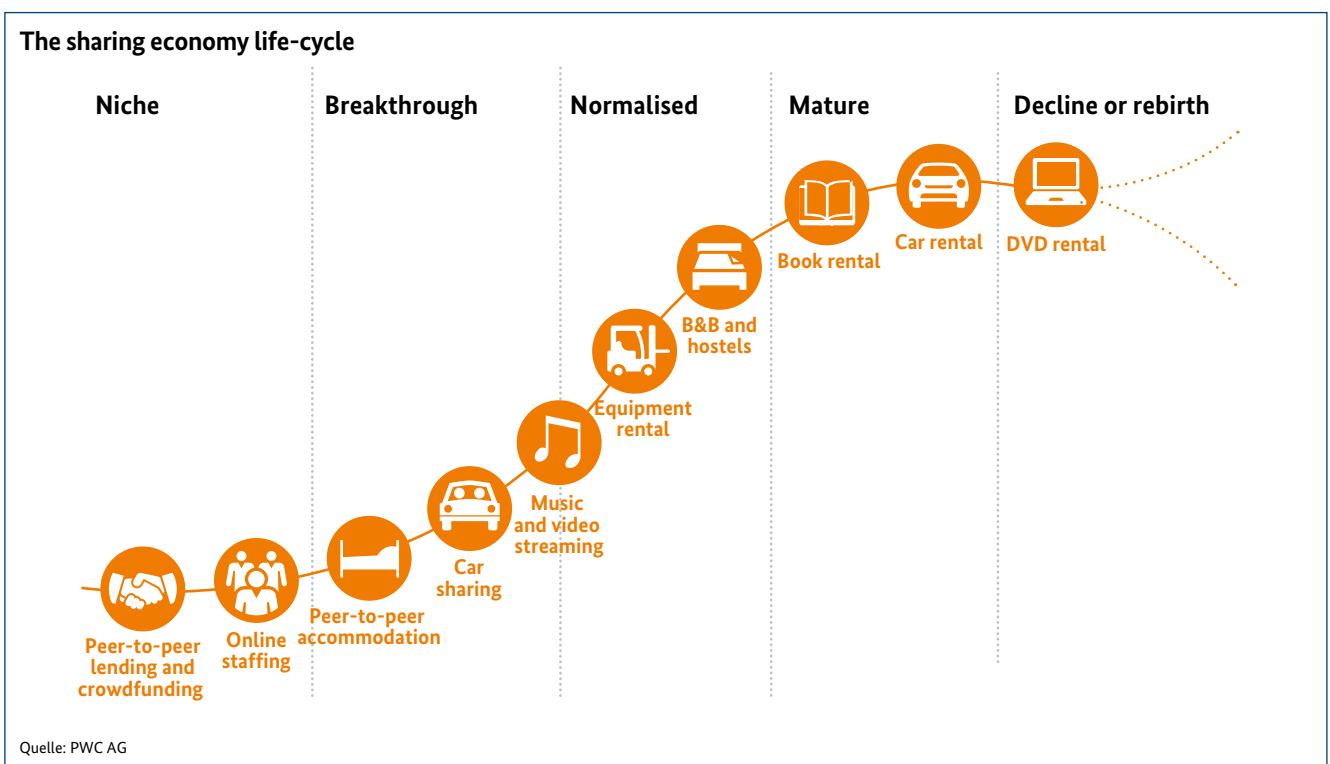 The sharing economy life-cycle
Niche
Breakthrough
Normalised
Mature
Decline or rebirth
Peer-to-peer
lending and
crowdfunding
Online
staffing
Peer-to-peer
accommodation
Car
sharing
Music
and video
streaming
Equipment
rental
B&B and
hostels
Book rental
Car rental
DVD rental
Quelle: PWC AG